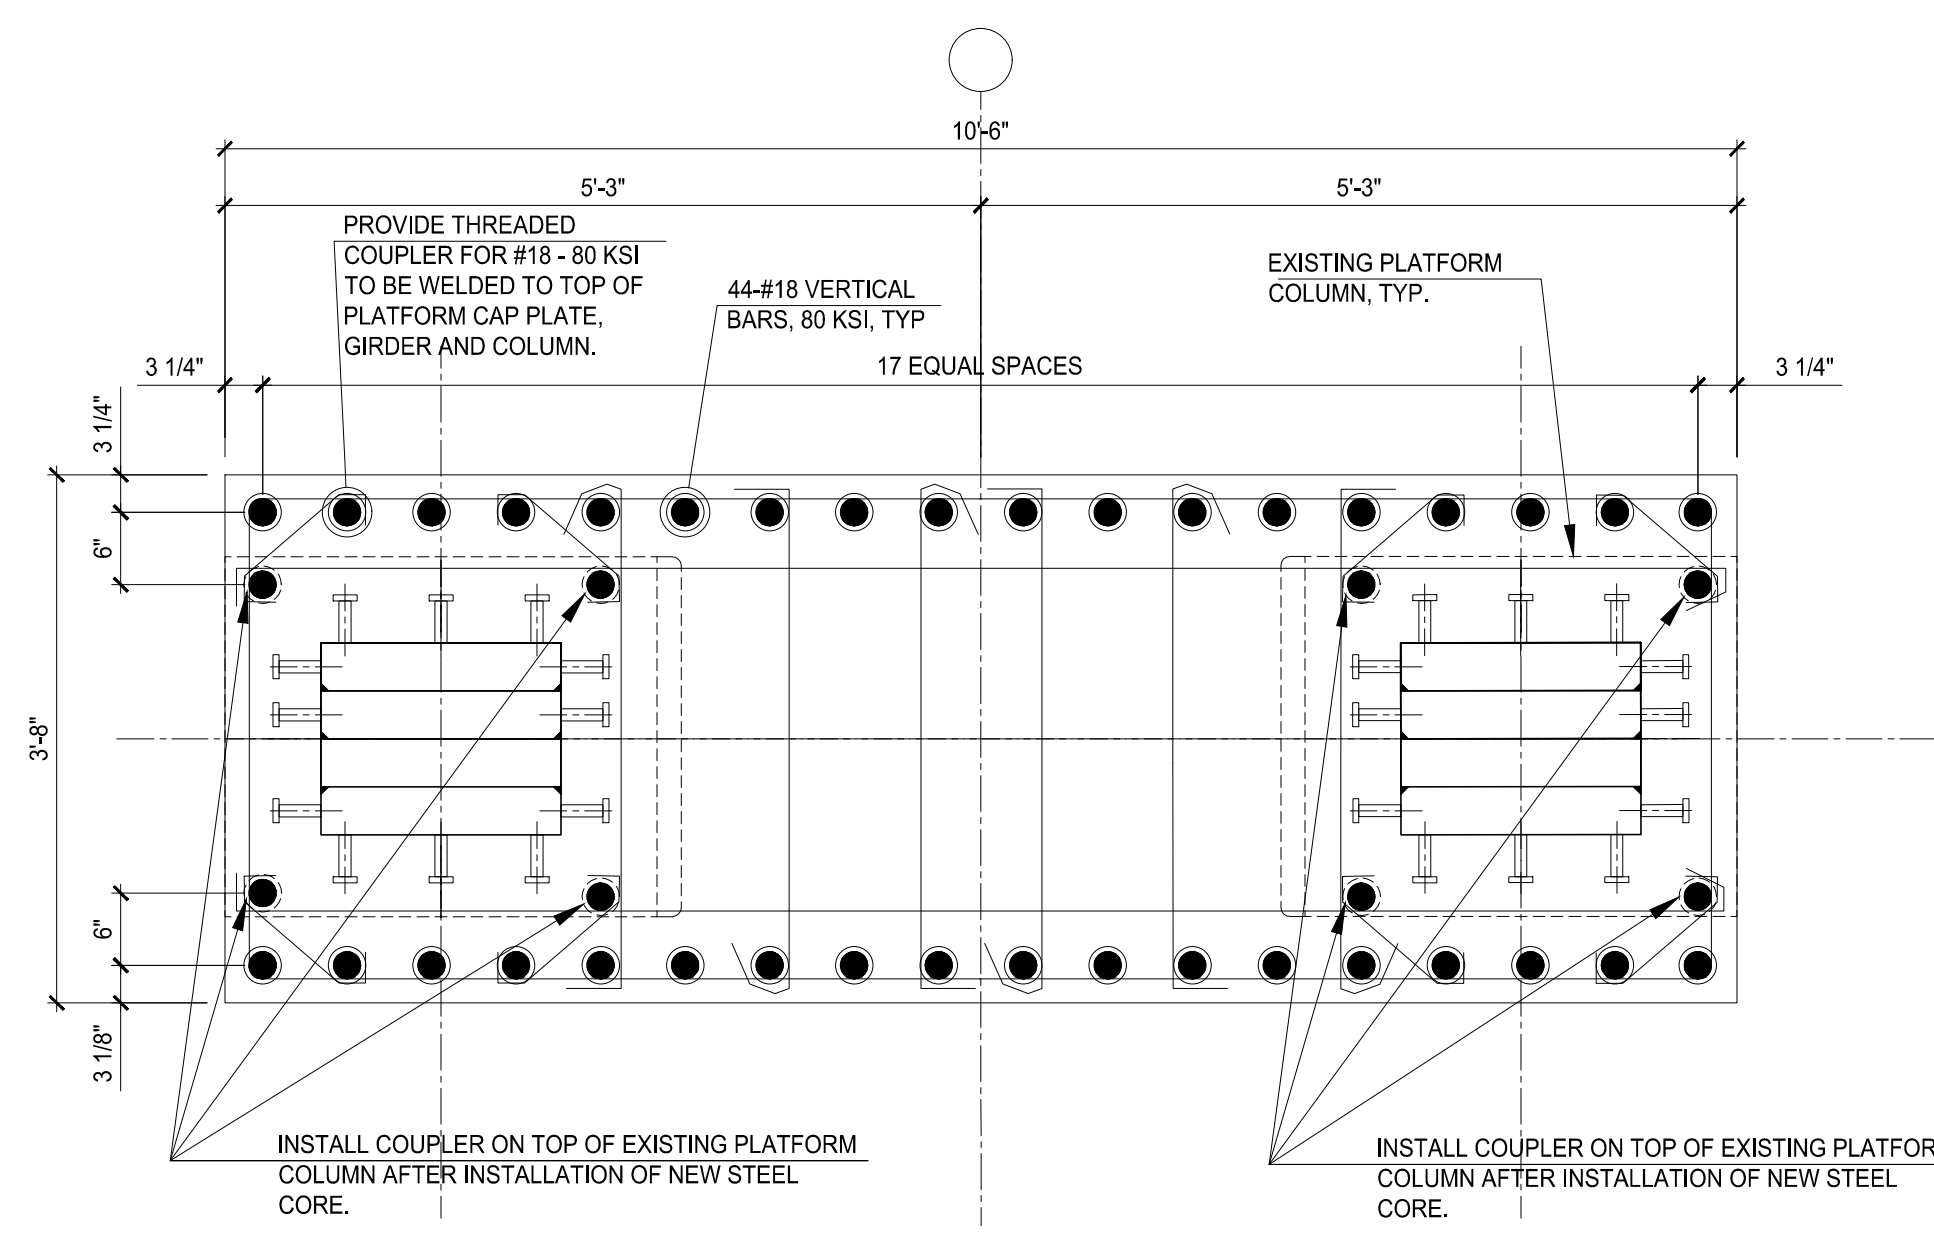 10'-6"
5'-3"
5'-3"
PROVIDE THREADED
COUPLER FOR #18 - 80 KSI
TO BE WELDED TO TOP OF
PLATFORM CAP PLATE,
GIRDER AND COLUMN.
44-#18 VERTICAL
BARS, 80 KSI, TYP
EXISTING PLATFORM
COLUMN, TYP.
3 1/4"
17 EQUAL SPACES
3 1/4"
3 1/4"
6"
3'-8"
6"
3 1/8"
INSTALL COUPLER ON TOP OF EXISTING PLATFORM
COLUMN AFTER INSTALLATION OF NEW STEEL
CORE.
INSTALL COUPLER ON TOP OF EXISTING PLATFOR
COLUMN AFTER INSTALLATION OF NEW STEEL
CORE.